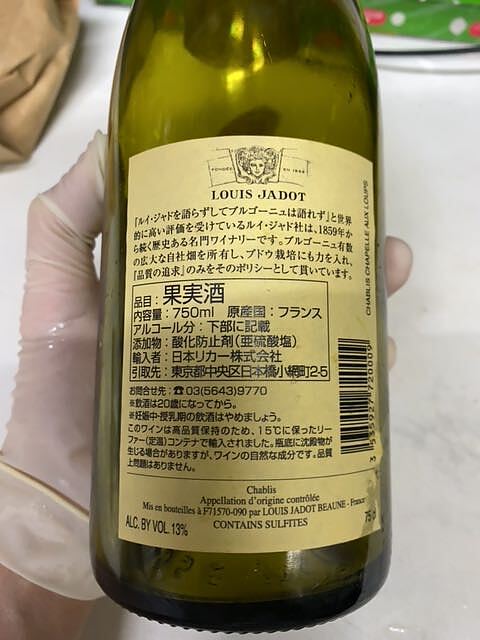 FONDÉE EN 1859
LOUIS JADOT
『ルイ・ジャドを語らずしてブルゴーニュは語れず』と世界
的に高い評価を受けているルイ・ジャド社は、1859年か
ら続く歴史ある名門ワイナリーです。ブルゴーニュ有数
の広大な自社畑を所有し、ブドウ栽培にも力を入れ、
『品質の追求』のみをそのポリシーとして貫いています。
品目：果実酒
内容量：750ml 原産国：フランス
アルコール分：下部に記載
添加物：酸化防止剤（亜硫酸塩）
輸入者：日本リカー株式会社
引取先：東京都中央区日本橋小網町2-5
お問合せ先：☎03(5643)9770
※飲酒は20歳になってから。
※妊娠中・授乳期の飲酒はやめましょう。
このワインは高品質保持のため、15℃に保ったリー
ファー（定温）コンテナで輸入されました。瓶底に沈殿物が
生じる場合がありますが、ワインの自然な成分です。品質
上問題はありません。
CHABLIS CHAPELLE AUX LOUPS
Chablis
Appellation d'origine contrôlée
Mis en bouteilles à F71570-090 par LOUIS JADOT BEAUNE - France
ALC. BY VOL. 13% CONTAINS SULFITES 75 cl